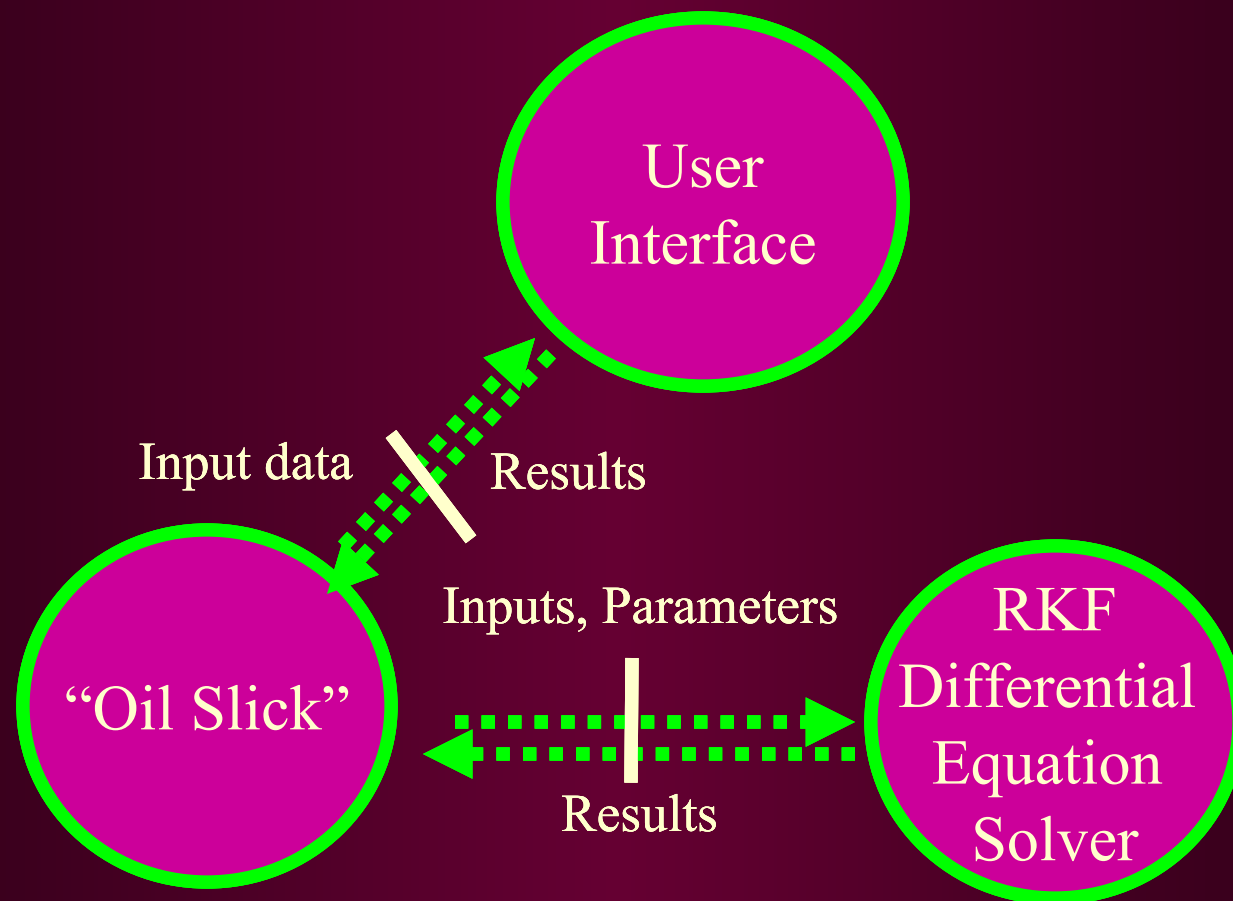 User
Interface
Input data
Results
Inputs, Parameters
“Oil Slick”
RKF
Differential
Equation
Solver
Results